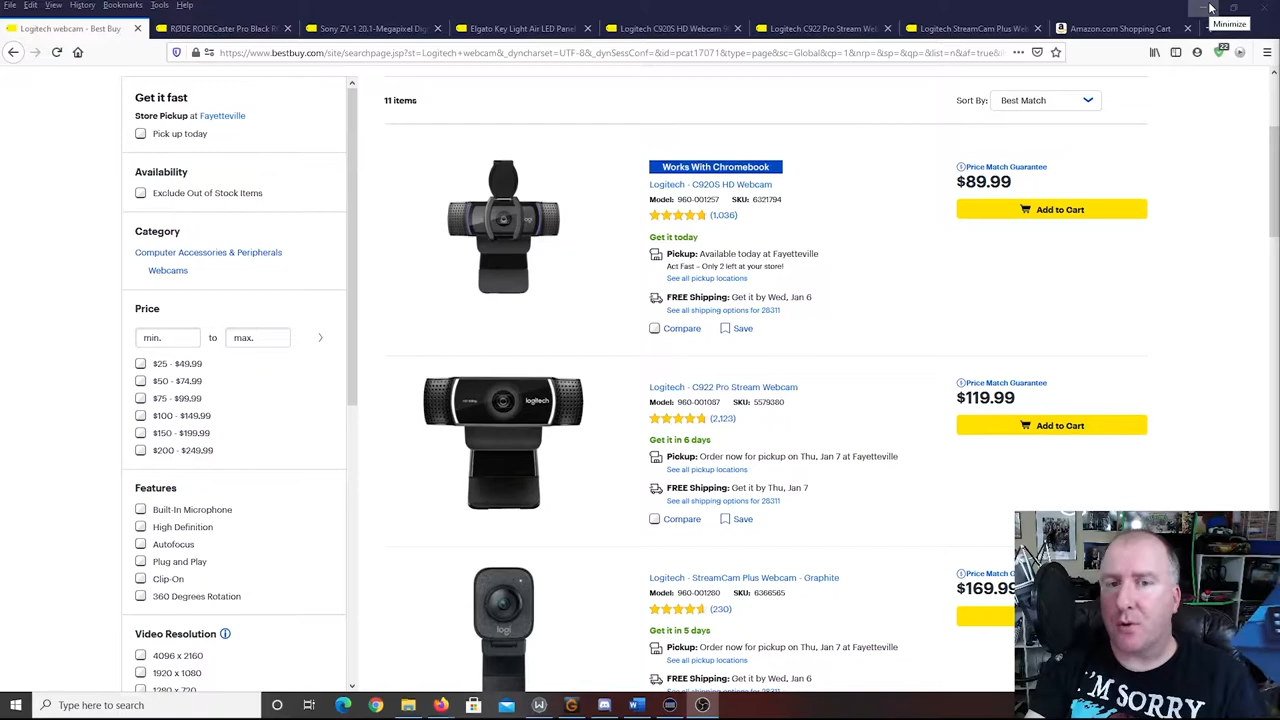 File Edit View History Bookmarks Tools Help
Minimize
Logitech webcam - Best Buy
RØDE RODECaster Pro Black R
Sony ZV-1 20.1-Megapixel Digit
Elgato Key Light Air LED Panel
Logitech C920S HD Webcam 9
Logitech C922 Pro Stream Web
Logitech StreamCam Plus Web
Amazon.com Shopping Cart
https://www.bestbuy.com/site/searchpage.jsp?st=Logitech+webcam&_dyncharset=UTF-8&_dynSessConf=&id=pcat17071&type=page&sc=Global&cp=1&nrp=&sp=&qp=&list=n&af=true&i
22
Get it fast
Store Pickup at Fayetteville
Pick up today
Availability
Exclude Out of Stock Items
Category
Computer Accessories & Peripherals
Webcams
Price
min. to max.
$25 - $49.99
$50 - $74.99
$75 - $99.99
$100 - $149.99
$150 - $199.99
$200 - $249.99
Features
Built-In Microphone
High Definition
Autofocus
Plug and Play
Clip-On
360 Degrees Rotation
Video Resolution
4096 x 2160
1920 x 1080
1280 x 720
11 items
Sort By: Best Match
Works With Chromebook
Logitech - C920S HD Webcam
Model: 960-001257 SKU: 6321794
(1,036)
Get it today
Pickup: Available today at Fayetteville
Act Fast – Only 2 left at your store!
See all pickup locations
FREE Shipping: Get it by Wed, Jan 6
See all shipping options for 28311
Compare Save
Price Match Guarantee
$89.99
Add to Cart
logitech
Logitech - C922 Pro Stream Webcam
Model: 960-001087 SKU: 5579380
(2,123)
Get it in 6 days
Pickup: Order now for pickup on Thu, Jan 7 at Fayetteville
See all pickup locations
FREE Shipping: Get it by Thu, Jan 7
See all shipping options for 28311
Compare Save
Price Match Guarantee
$119.99
Add to Cart
logi
Logitech - StreamCam Plus Webcam - Graphite
Model: 960-001280 SKU: 6366565
(230)
Get it in 5 days
Pickup: Order now for pickup on Thu, Jan 7 at Fayetteville
See all pickup locations
FREE Shipping: Get it by Wed, Jan 6
Price Match G
$169.99
I'M SORRY
Type here to search